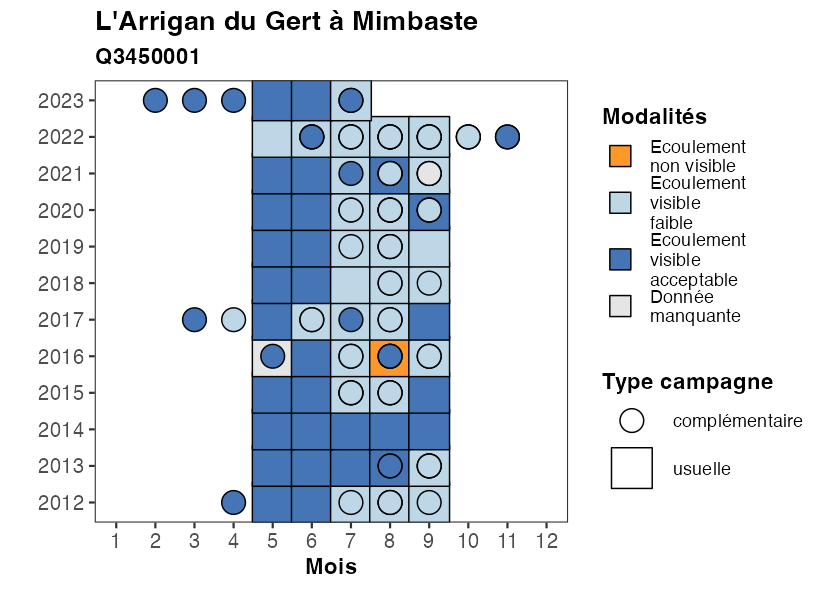 L'Arrigan du Gert à Mimbaste
Q3450001
2023
2022
2021
2020
2019
2018
2017
2016
2015
2014
2013
2012
1 2 3 4 5 6 7 8 9 10 11 12
Mois
Modalités
Ecoulement
non visible
Ecoulement
visible
faible
Ecoulement
visible
acceptable
Donnée
manquante
Type campagne
complémentaire
usuelle